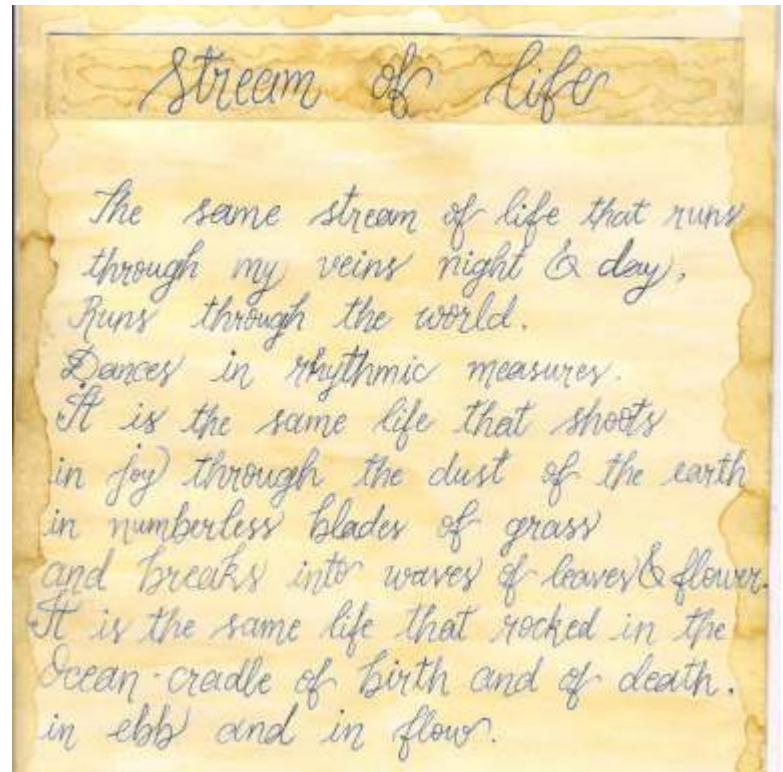 Stream of life
The same stream of life that runs
through my veins night & day,
Runs through the world.
Dances in rhythmic measures.
It is the same life that shoots
in joy through the dust of the earth
in numberless blades of grass
and breaks into waves of leaves & flower.
It is the same life that rocked in the
Ocean-cradle of birth and of death.
in ebb and in flow.